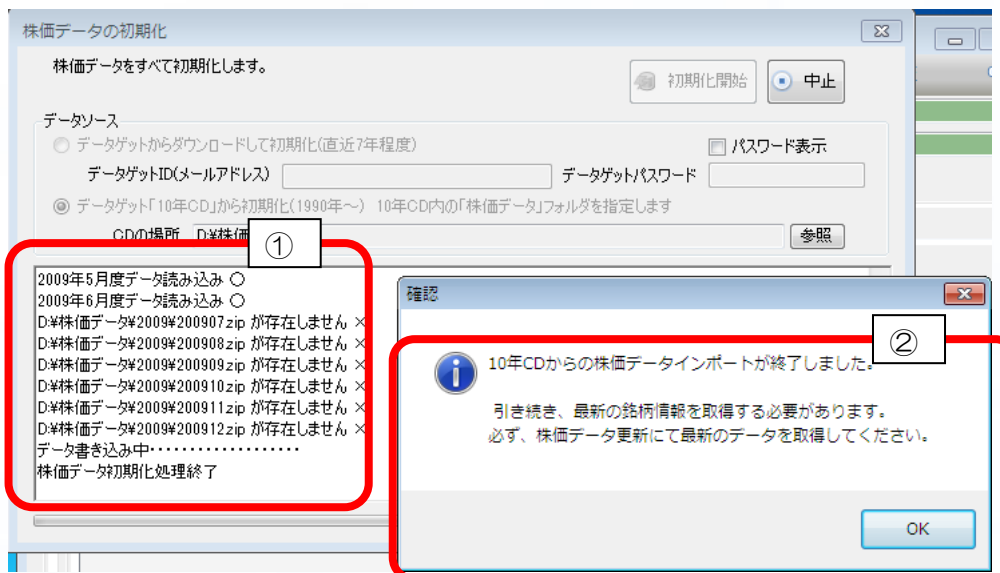 株価データの初期化
株価データをすべて初期化します。
初期化開始
中止
データソース
データゲットからダウンロードして初期化(直近7年程度)
パスワード表示
データゲットID(メールアドレス)
データゲットパスワード
データゲット「10年CD」から初期化(1990年～) 10年CD内の「株価データ」フォルダを指定します
CDの場所 D:¥株価
参照
①
2009年5月度データ読み込み ○
2009年6月度データ読み込み ○
D:¥株価データ¥2009¥200907.zip が存在しません ×
D:¥株価データ¥2009¥200908.zip が存在しません ×
D:¥株価データ¥2009¥200909.zip が存在しません ×
D:¥株価データ¥2009¥200910.zip が存在しません ×
D:¥株価データ¥2009¥200911.zip が存在しません ×
D:¥株価データ¥2009¥200912.zip が存在しません ×
データ書き込み中･･････････････････
株価データ初期化処理終了
確認
②
10年CDからの株価データインポートが終了しました。
引き続き、最新の銘柄情報を取得する必要があります。
必ず、株価データ更新にて最新のデータを取得してください。
OK